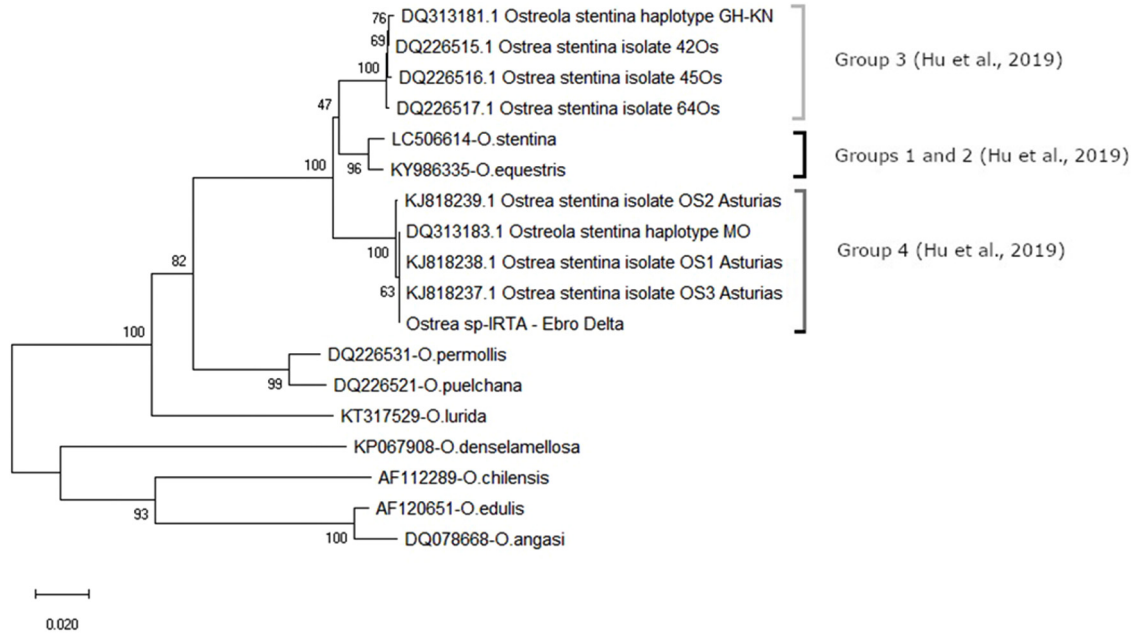 76
DQ313181.1 Ostreola stentina haplotype GH-KN
69
DQ226515.1 Ostrea stentina isolate 42Os
100
DQ226516.1 Ostrea stentina isolate 45Os
Group 3 (Hu et al., 2019)
47
DQ226517.1 Ostrea stentina isolate 64Os
LC506614-O.stentina
100
96
KY986335-O.equestris
Groups 1 and 2 (Hu et al., 2019)
KJ818239.1 Ostrea stentina isolate OS2 Asturias
DQ313183.1 Ostreola stentina haplotype MO
100
KJ818238.1 Ostrea stentina isolate OS1 Asturias
Group 4 (Hu et al., 2019)
82
63
KJ818237.1 Ostrea stentina isolate OS3 Asturias
Ostrea sp-IRTA - Ebro Delta
100
DQ226531-O.permollis
99
DQ226521-O.puelchana
KT317529-O.lurida
KP067908-O.denselamellosa
AF112289-O.chilensis
93
AF120651-O.edulis
100
DQ078668-O.angasi
0.020